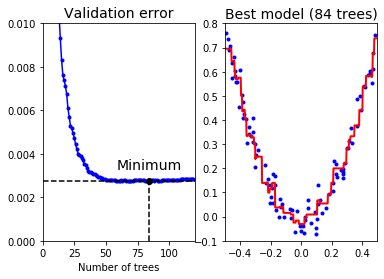 Validation error
0.010
0.008
0.006
0.004
0.002
0.000
Minimum
0 25 50 75 100
Number of trees
Best model (84 trees)
0.8
0.7
0.6
0.5
0.4
0.3
0.2
0.1
0.0
−0.1
−0.4 −0.2 0.0 0.2 0.4